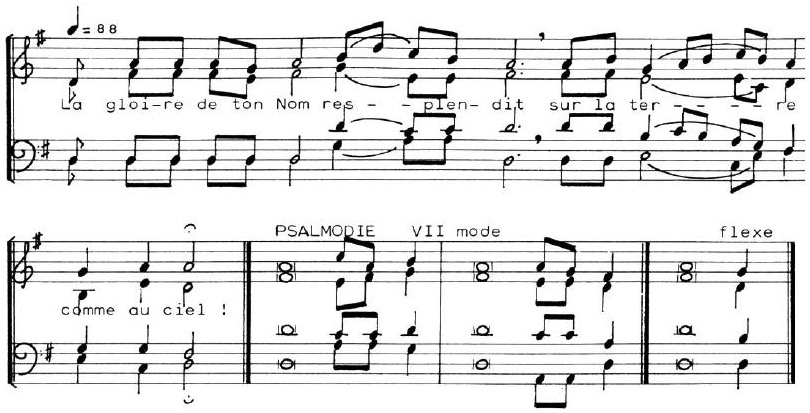 = 88
La gloi-re de ton Nom res - - plen- dit sur la ter - - - - re
PSALMODIE VII mode flexe
comme au ciel !